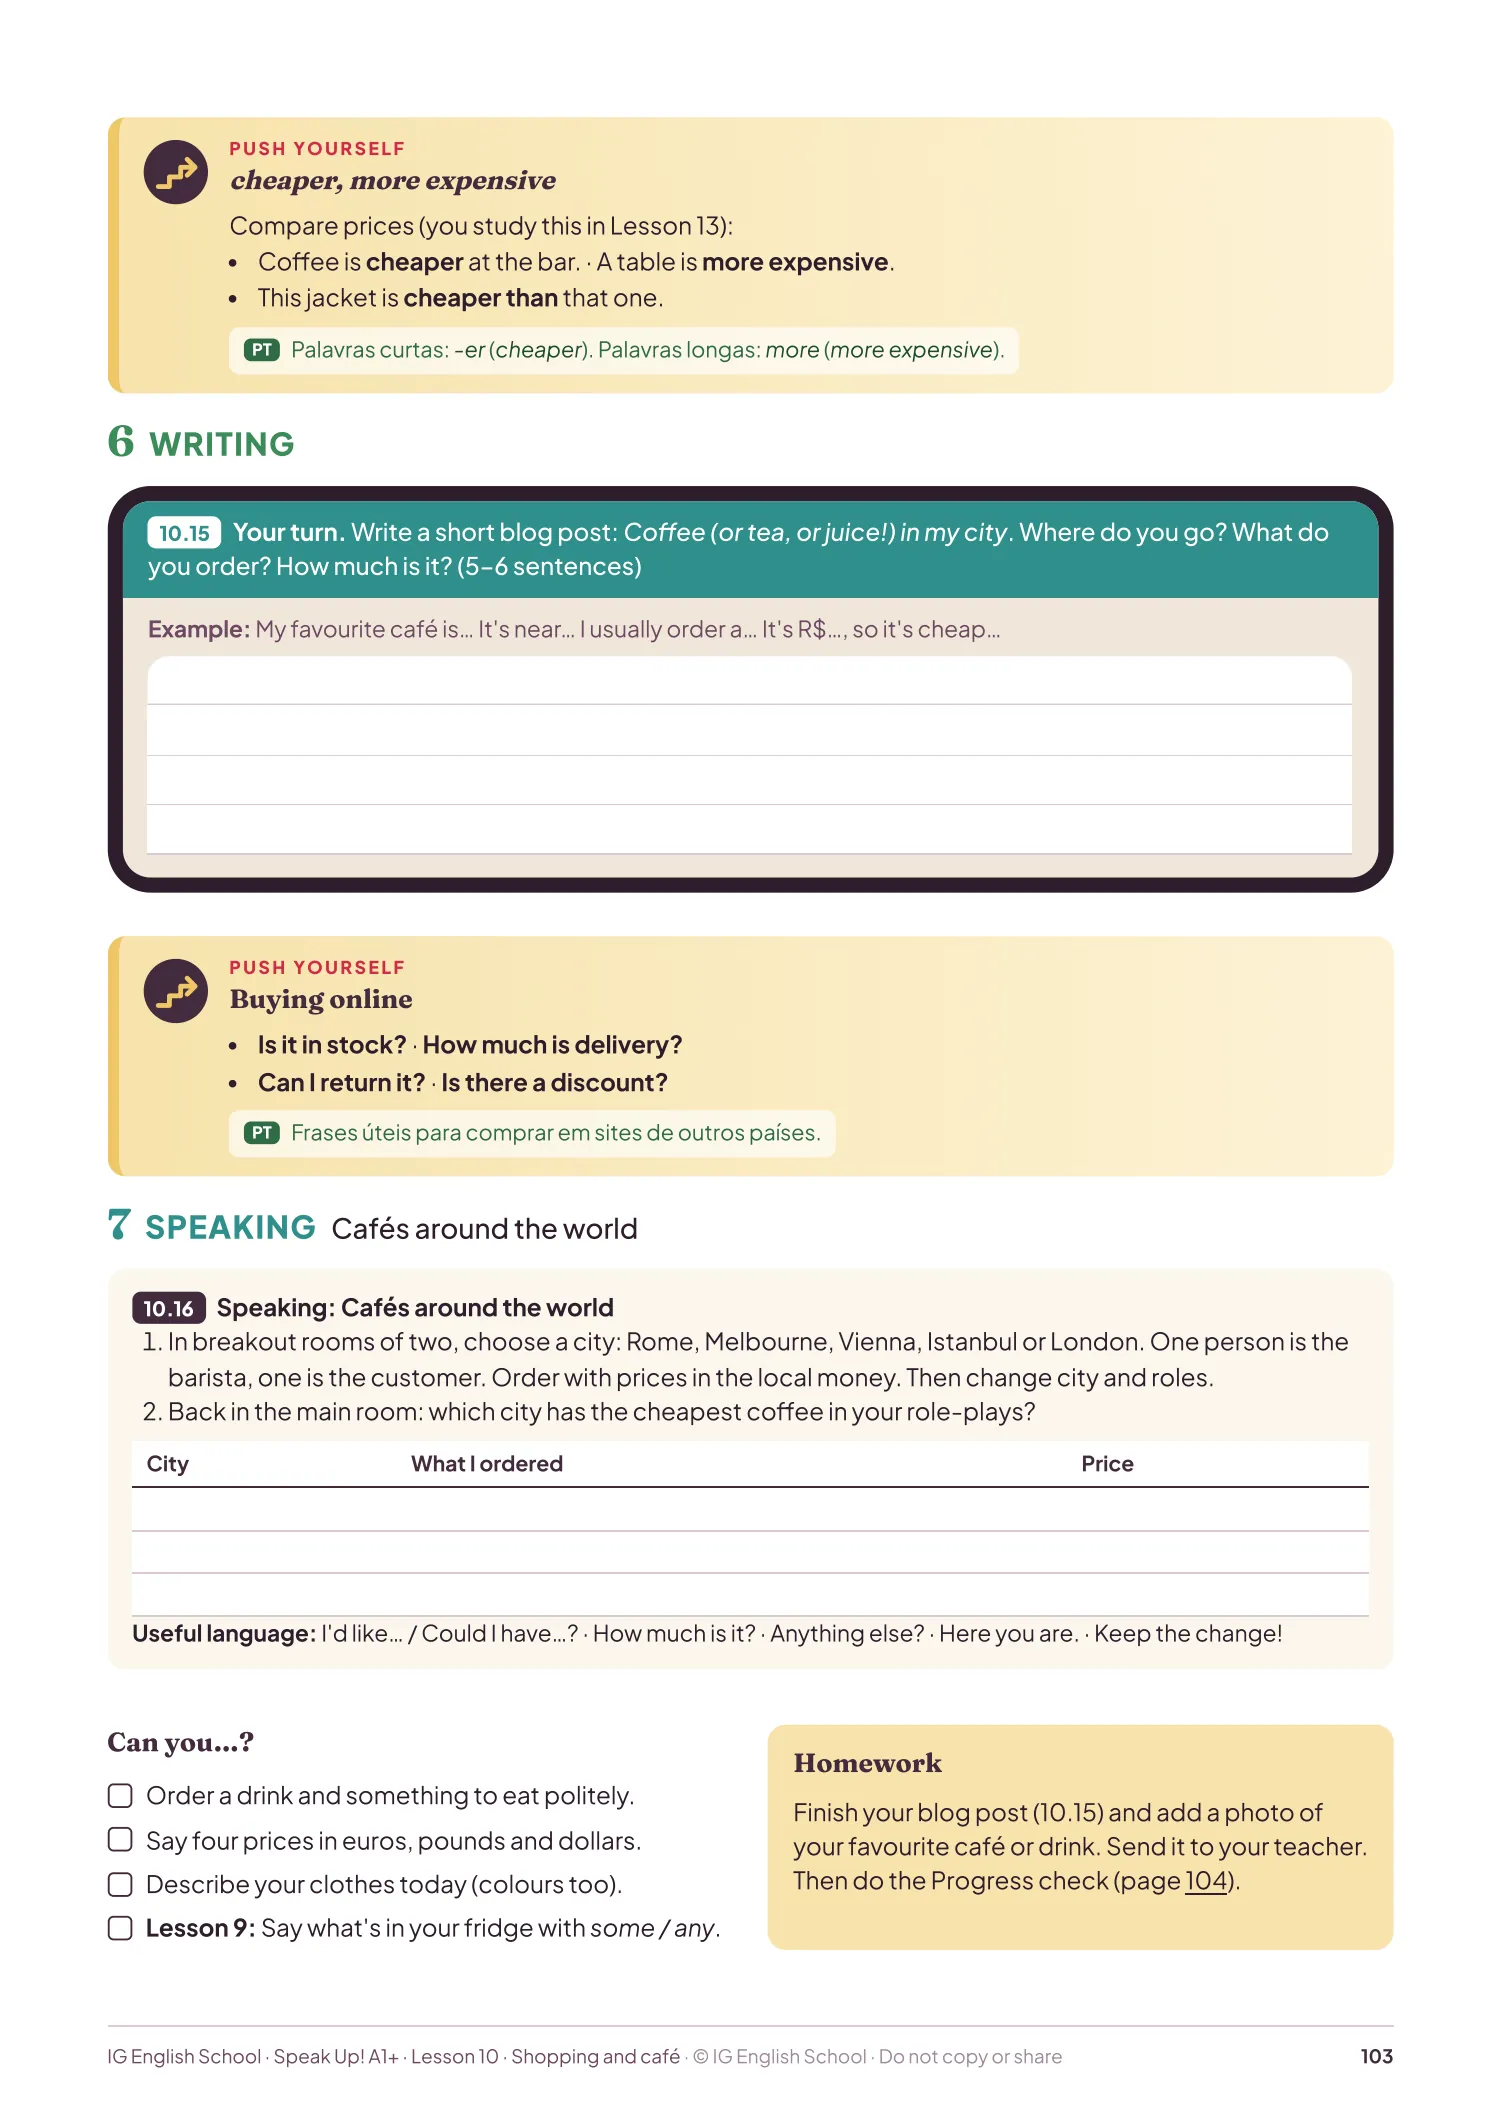 PUSH YOURSELF
cheaper, more expensive
Compare prices (you study this in Lesson 13):
• Coffee is cheaper at the bar. · A table is more expensive.
• This jacket is cheaper than that one.
PT Palavras curtas: -er (cheaper). Palavras longas: more (more expensive).
6 WRITING
10.15 Your turn. Write a short blog post: Coffee (or tea, or juice!) in my city. Where do you go? What do
you order? How much is it? (5–6 sentences)
Example: My favourite café is… It's near… I usually order a… It's R$…, so it's cheap…
PUSH YOURSELF
Buying online
• Is it in stock? · How much is delivery?
• Can I return it? · Is there a discount?
PT Frases úteis para comprar em sites de outros países.
7 SPEAKING Cafés around the world
10.16 Speaking: Cafés around the world
1. In breakout rooms of two, choose a city: Rome, Melbourne, Vienna, Istanbul or London. One person is the
barista, one is the customer. Order with prices in the local money. Then change city and roles.
2. Back in the main room: which city has the cheapest coffee in your role-plays?
City What I ordered Price
Useful language: I'd like… / Could I have…? · How much is it? · Anything else? · Here you are. · Keep the change!
Can you…?
Order a drink and something to eat politely.
Say four prices in euros, pounds and dollars.
Describe your clothes today (colours too).
Lesson 9: Say what's in your fridge with some / any.
Homework
Finish your blog post (10.15) and add a photo of
your favourite café or drink. Send it to your teacher.
Then do the Progress check (page 104).
IG English School · Speak Up! A1+ · Lesson 10 · Shopping and café · © IG English School · Do not copy or share 103